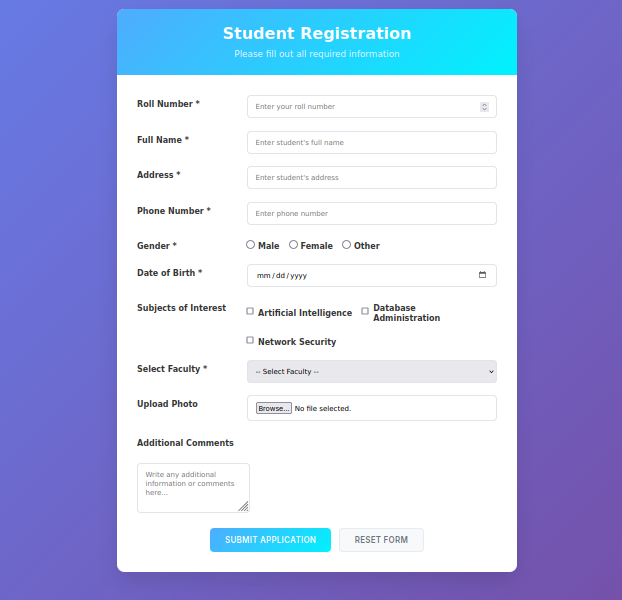 Student Registration
Please fill out all required information
Roll Number *
Enter your roll number
Full Name *
Enter student's full name
Address *
Enter student's address
Phone Number *
Enter phone number
Gender *
Male Female Other
Date of Birth *
mm / dd / yyyy
Subjects of Interest
Artificial Intelligence
Database
Administration
Network Security
Select Faculty *
-- Select Faculty --
Upload Photo
Browse... No file selected.
Additional Comments
Write any additional
information or comments
here...
SUBMIT APPLICATION RESET FORM